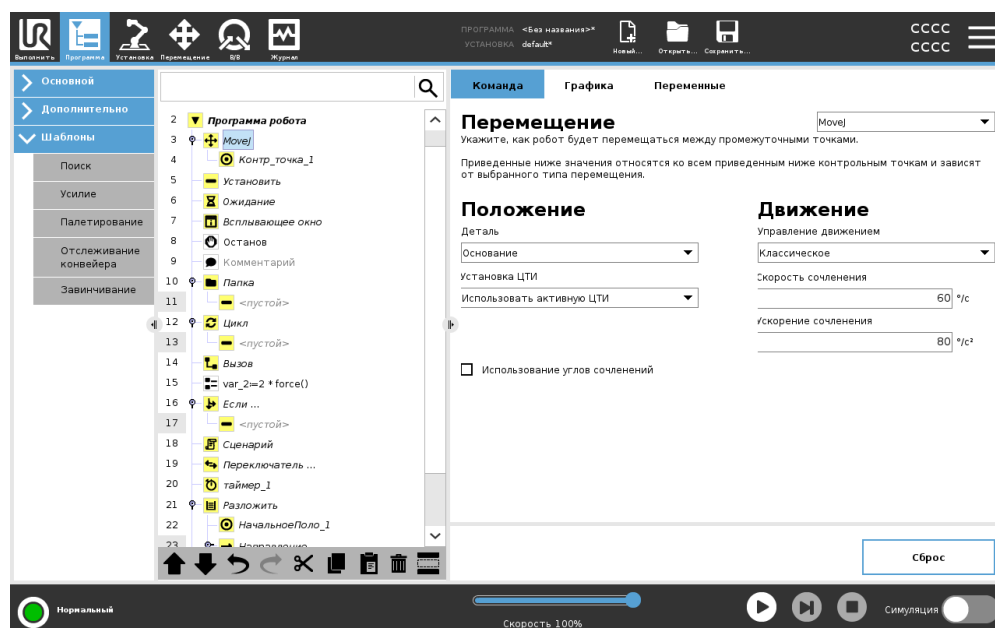 ПРОГРАММА <Без названия>*
УСТАНОВКА default*
Выполнить Программа Установка Перемещение В/В Журнал
Новый... Открыть... Сохранить...
CCCC
CCCC
Основной
Дополнительно
Шаблоны
Поиск
Усилие
Палетирование
Отслеживание
конвейера
Завинчивание
2 Программа робота
3 MoveJ
4 Контр_точка_1
5 Установить
6 Ожидание
7 Всплывающее окно
8 Останов
9 Комментарий
10 Папка
11 <пустой>
12 Цикл
13 <пустой>
14 Вызов
15 var_2≔2 * force()
16 Если ...
17 <пустой>
18 Сценарий
19 Переключатель ...
20 таймер_1
21 Разложить
22 НачальноеПоло_1
23 Направление
Команда Графика Переменные
Перемещение
MoveJ
Укажите, как робот будет перемещаться между промежуточными точками.
Приведенные ниже значения относятся ко всем приведенным ниже контрольным точкам и зависят
от выбранного типа перемещения.
Положение
Деталь
Основание
Установка ЦТИ
Использовать активную ЦТИ
Использование углов сочленений
Движение
Управление движением
Классическое
Скорость сочленения
60 °/с
Ускорение сочленения
80 °/с²
Сброс
Нормальный
Скорость 100%
Симуляция